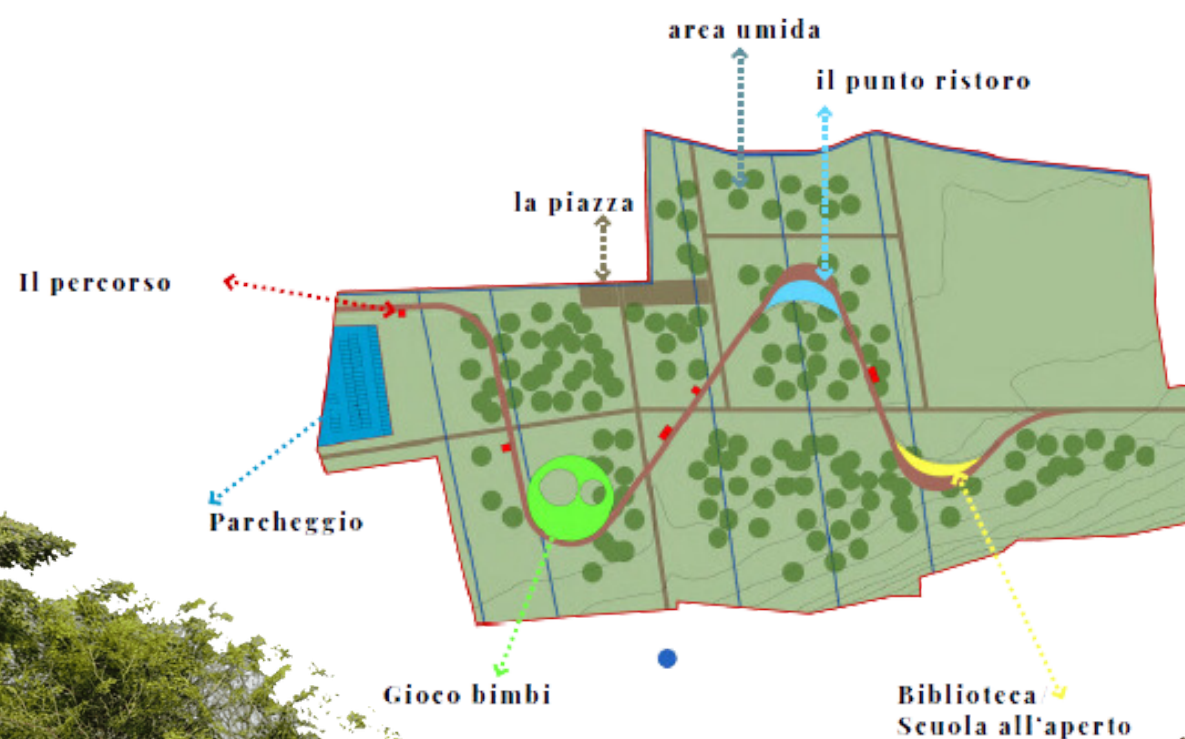 area umida
il punto ristoro
la piazza
Il percorso
Parcheggio
Gioco bimbi
Biblioteca/
Scuola all'aperto